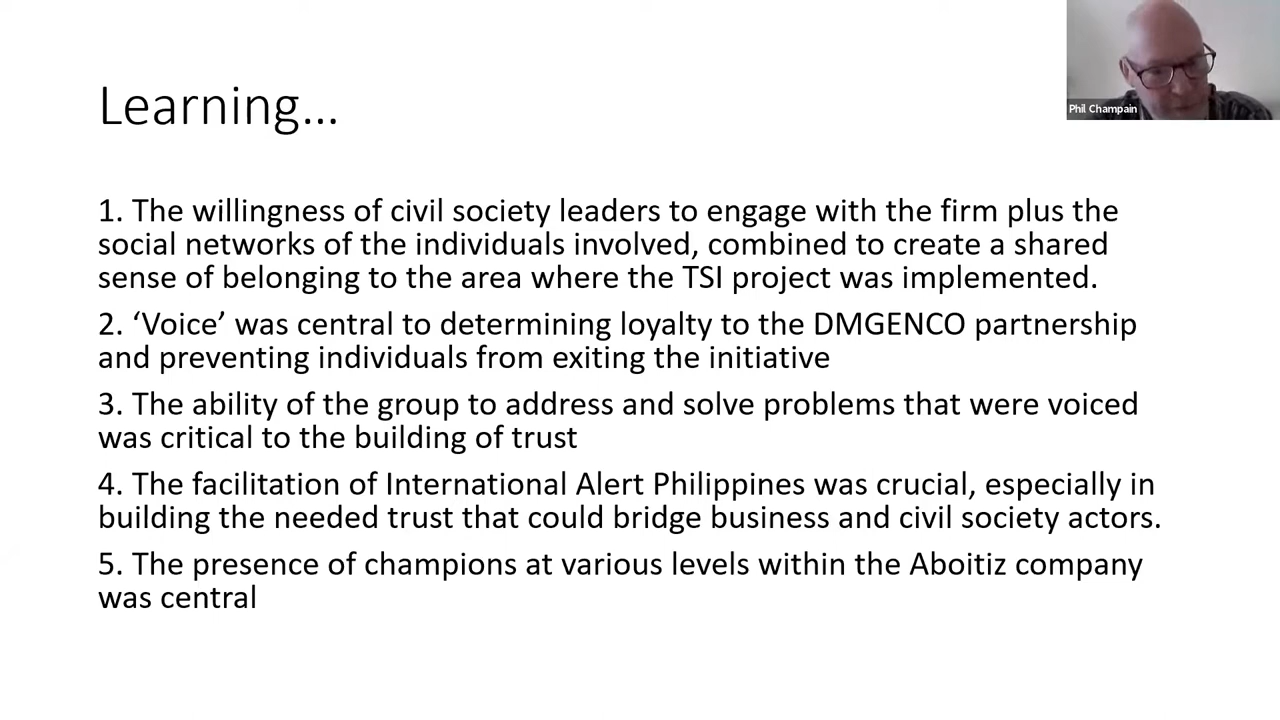 Learning…
Phil Champain
1. The willingness of civil society leaders to engage with the firm plus the
social networks of the individuals involved, combined to create a shared
sense of belonging to the area where the TSI project was implemented.
2. ‘Voice’ was central to determining loyalty to the DMGENCO partnership
and preventing individuals from exiting the initiative
3. The ability of the group to address and solve problems that were voiced
was critical to the building of trust
4. The facilitation of International Alert Philippines was crucial, especially in
building the needed trust that could bridge business and civil society actors.
5. The presence of champions at various levels within the Aboitiz company
was central